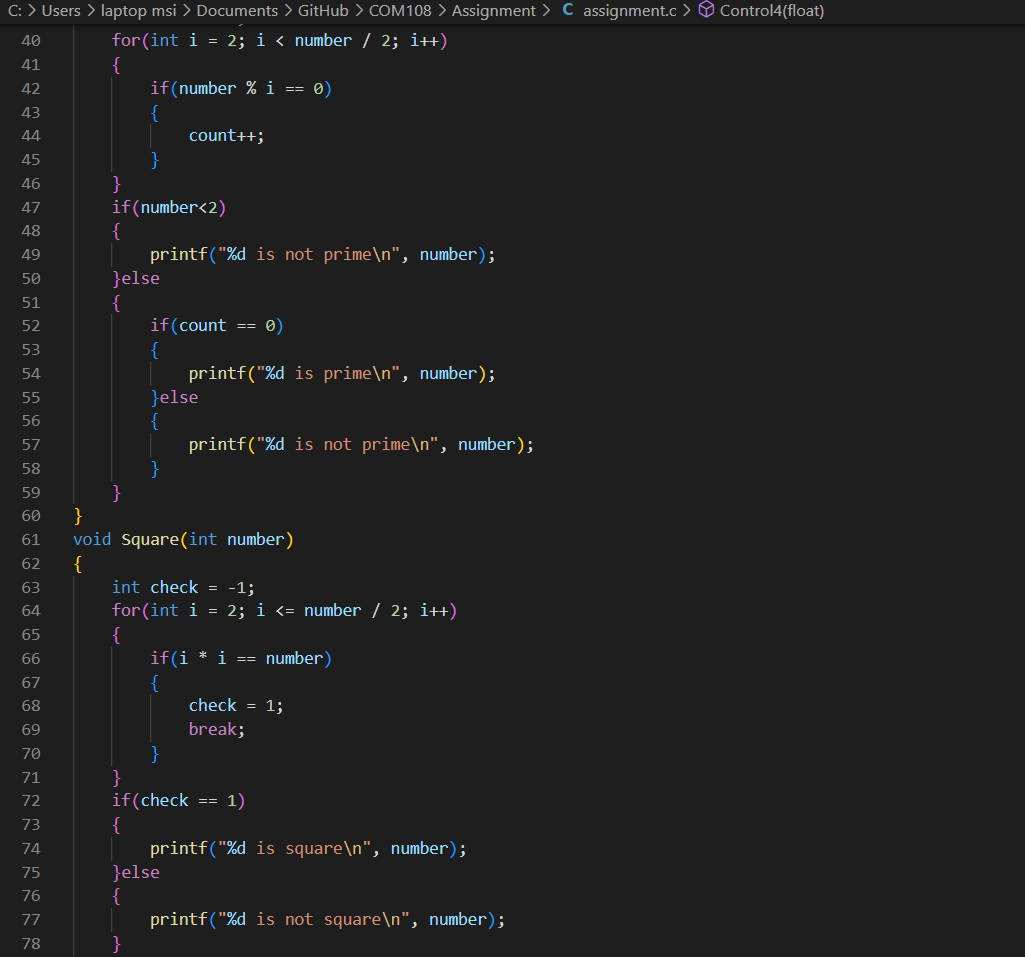 C: > Users > laptop msi > Documents > GitHub > COM108 > Assignment > C assignment.c > Control4(float)
40 for(int i = 2; i < number / 2; i++)
41 {
42 if(number % i == 0)
43 {
44 count++;
45 }
46 }
47 if(number<2)
48 {
49 printf("%d is not prime\n", number);
50 }else
51 {
52 if(count == 0)
53 {
54 printf("%d is prime\n", number);
55 }else
56 {
57 printf("%d is not prime\n", number);
58 }
59 }
60 }
61 void Square(int number)
62 {
63 int check = -1;
64 for(int i = 2; i <= number / 2; i++)
65 {
66 if(i * i == number)
67 {
68 check = 1;
69 break;
70 }
71 }
72 if(check == 1)
73 {
74 printf("%d is square\n", number);
75 }else
76 {
77 printf("%d is not square\n", number);
78 }